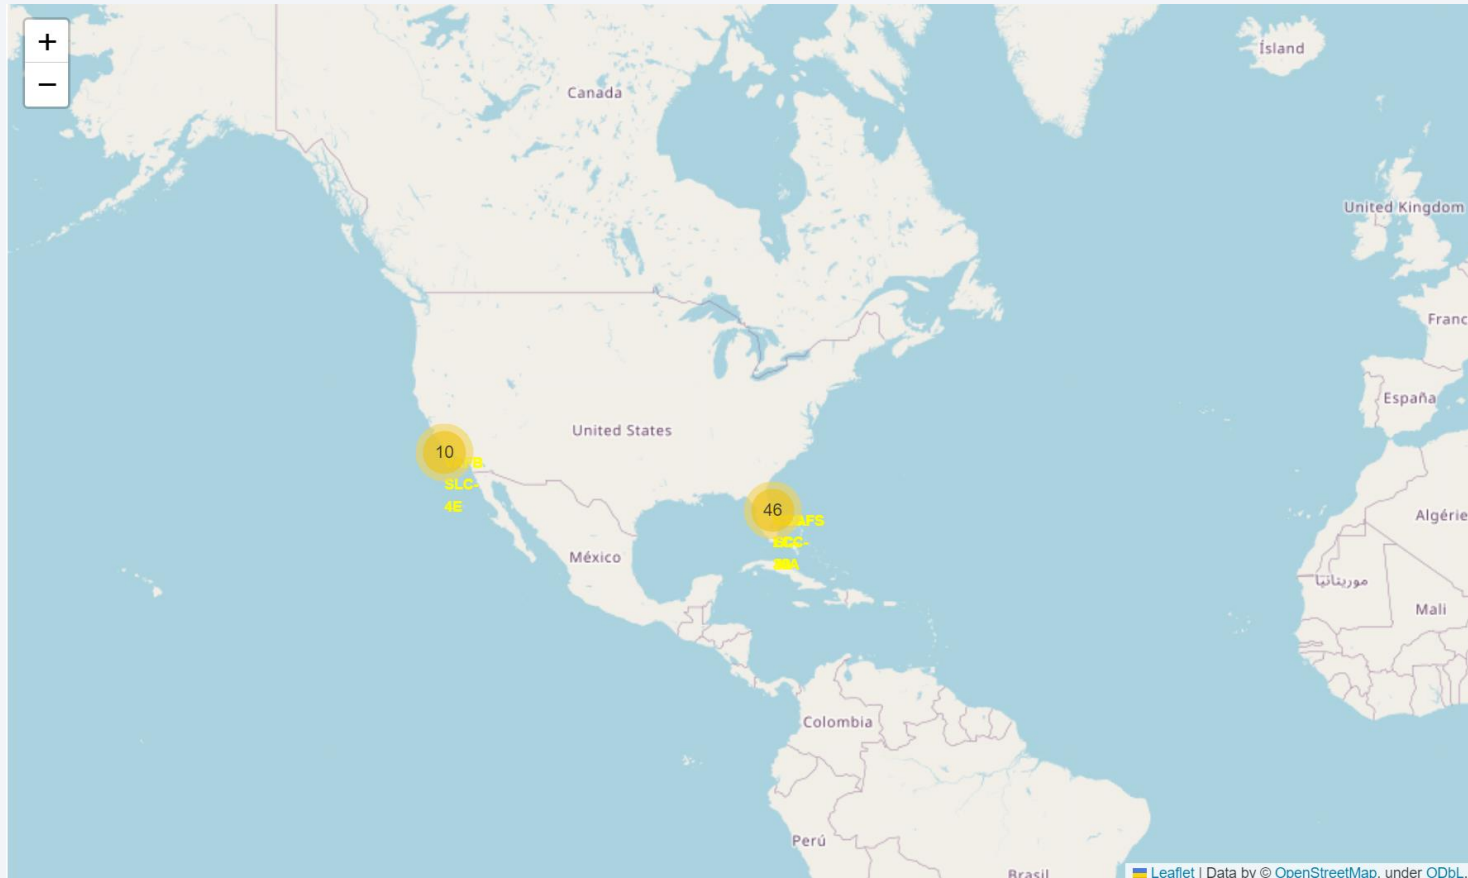 +
−
Ísland
Canada
United Kingdom
Franc
España
United States
10
SLC-
4E
46
AFS
México
Algérie
موريتانيا
Mali
Colombia
Perú
Brasil
Leaflet | Data by © OpenStreetMap, under ODbL.